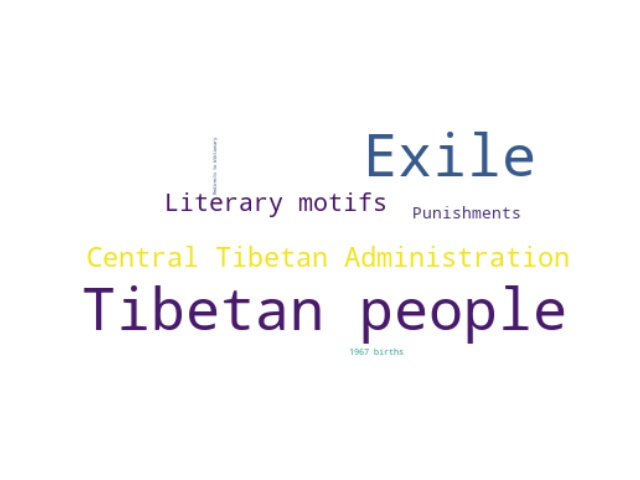 Exile
Literary motifs
Punishments
Central Tibetan Administration
Tibetan people
1967 births